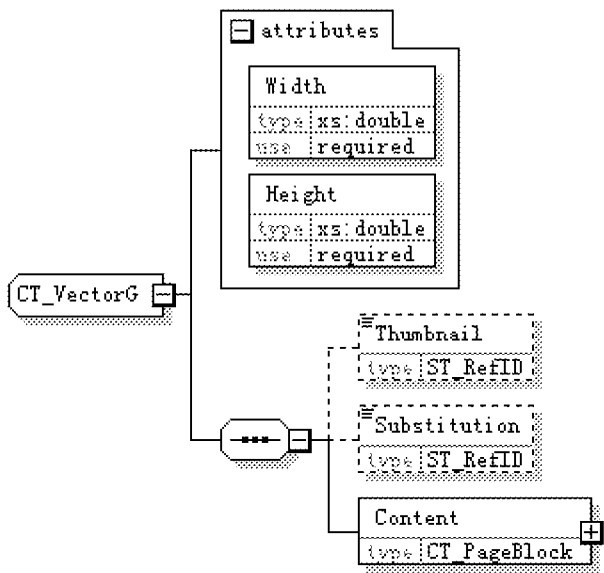 attributes
Width
type xs:double
use required
Height
type xs:double
use required
CT_VectorG
Thumbnail
type ST_RefID
Substitution
type ST_RefID
Content
type CT_PageBlock